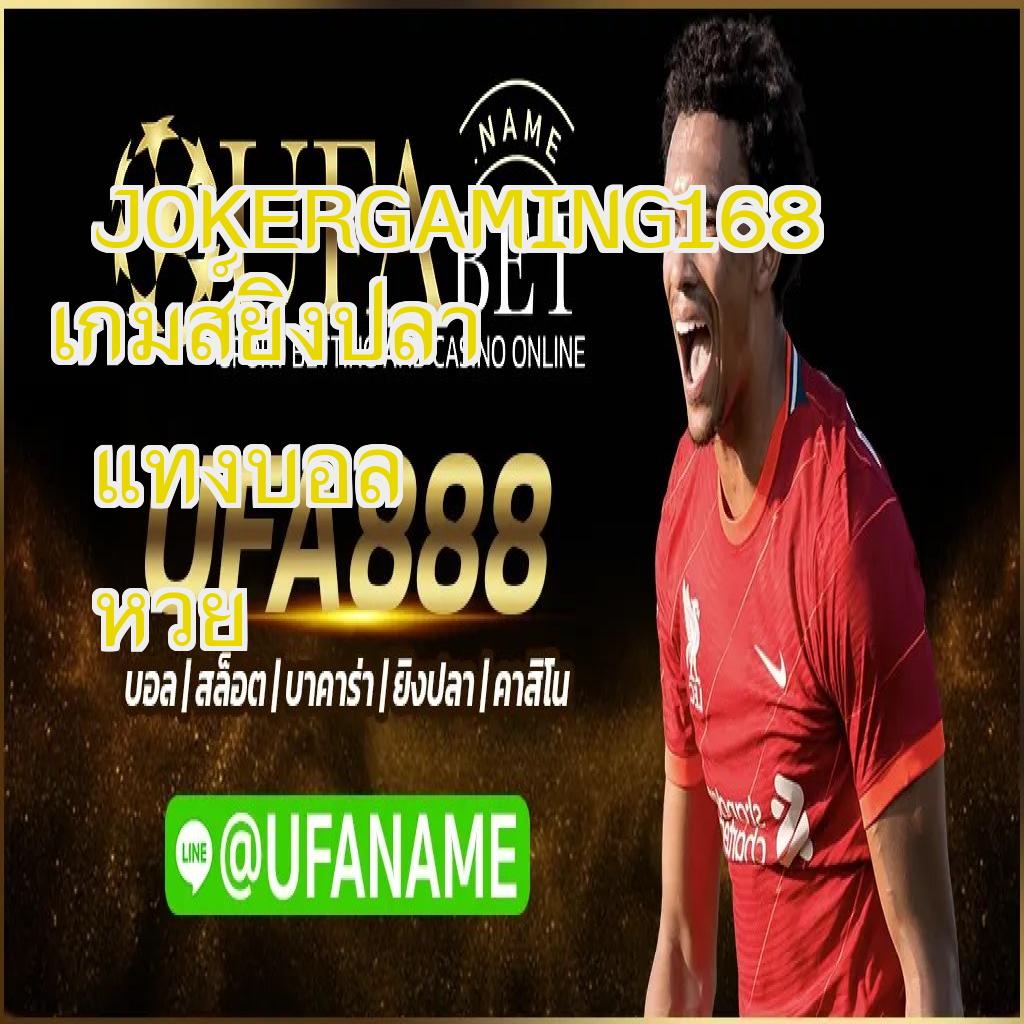 .NAME
UFA
BET
JOKERGAMING168
เกมส์ยิงปลา
SPORT BETTING AND CASINO ONLINE
แทงบอล
UFA888
หวย
บอล | สล็อต | บาคาร่า | ยิงปลา | คาสิโน
LINE @UFANAME